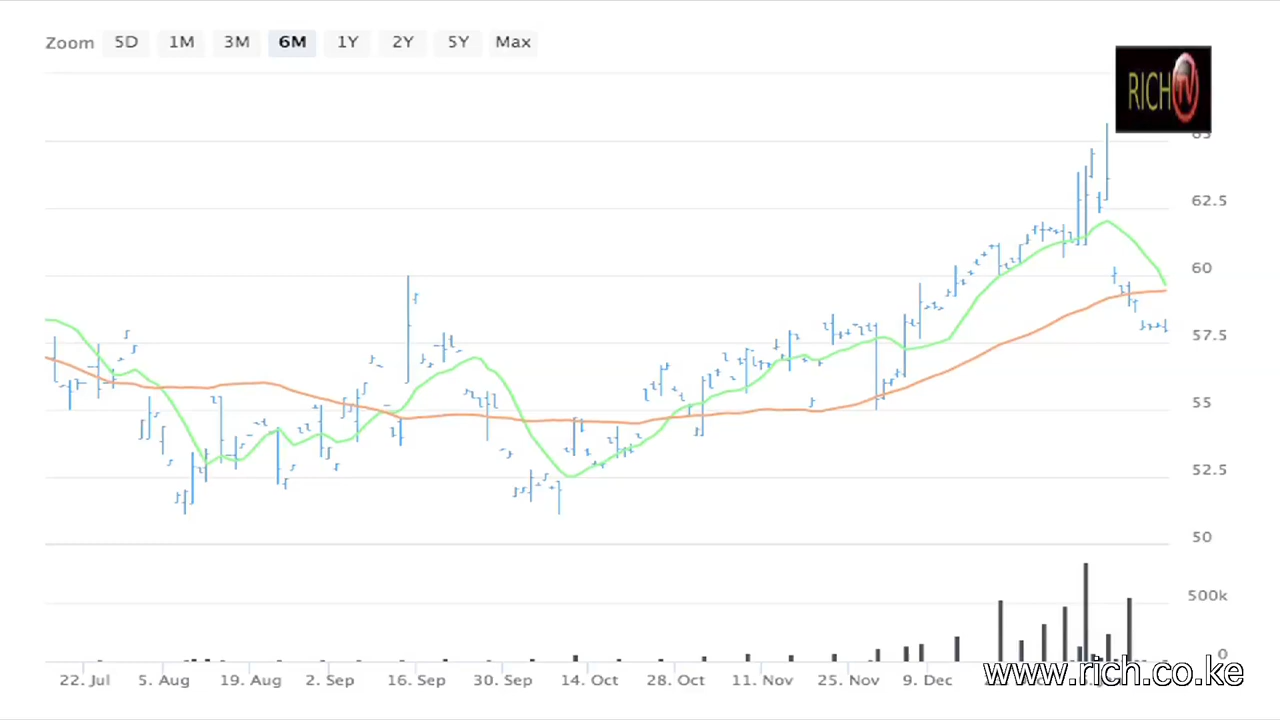 Zoom 5D 1M 3M 6M 1Y 2Y 5Y Max
RICH TV
65
62.5
60
57.5
55
52.5
50
500k
0
22. Jul 5. Aug 19. Aug 2. Sep 16. Sep 30. Sep 14. Oct 28. Oct 11. Nov 25. Nov 9. Dec
www.rich.co.ke